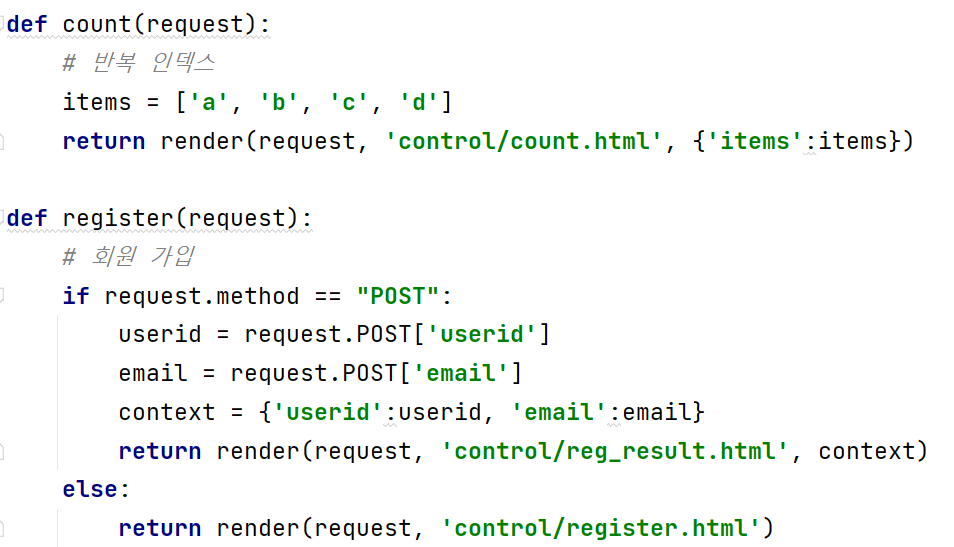 def count(request):
    # 반복 인덱스
    items = ['a', 'b', 'c', 'd']
    return render(request, 'control/count.html', {'items':items})
def register(request):
    # 회원 가입
    if request.method == "POST":
        userid = request.POST['userid']
        email = request.POST['email']
        context = {'userid':userid, 'email':email}
        return render(request, 'control/reg_result.html', context)
    else:
        return render(request, 'control/register.html')